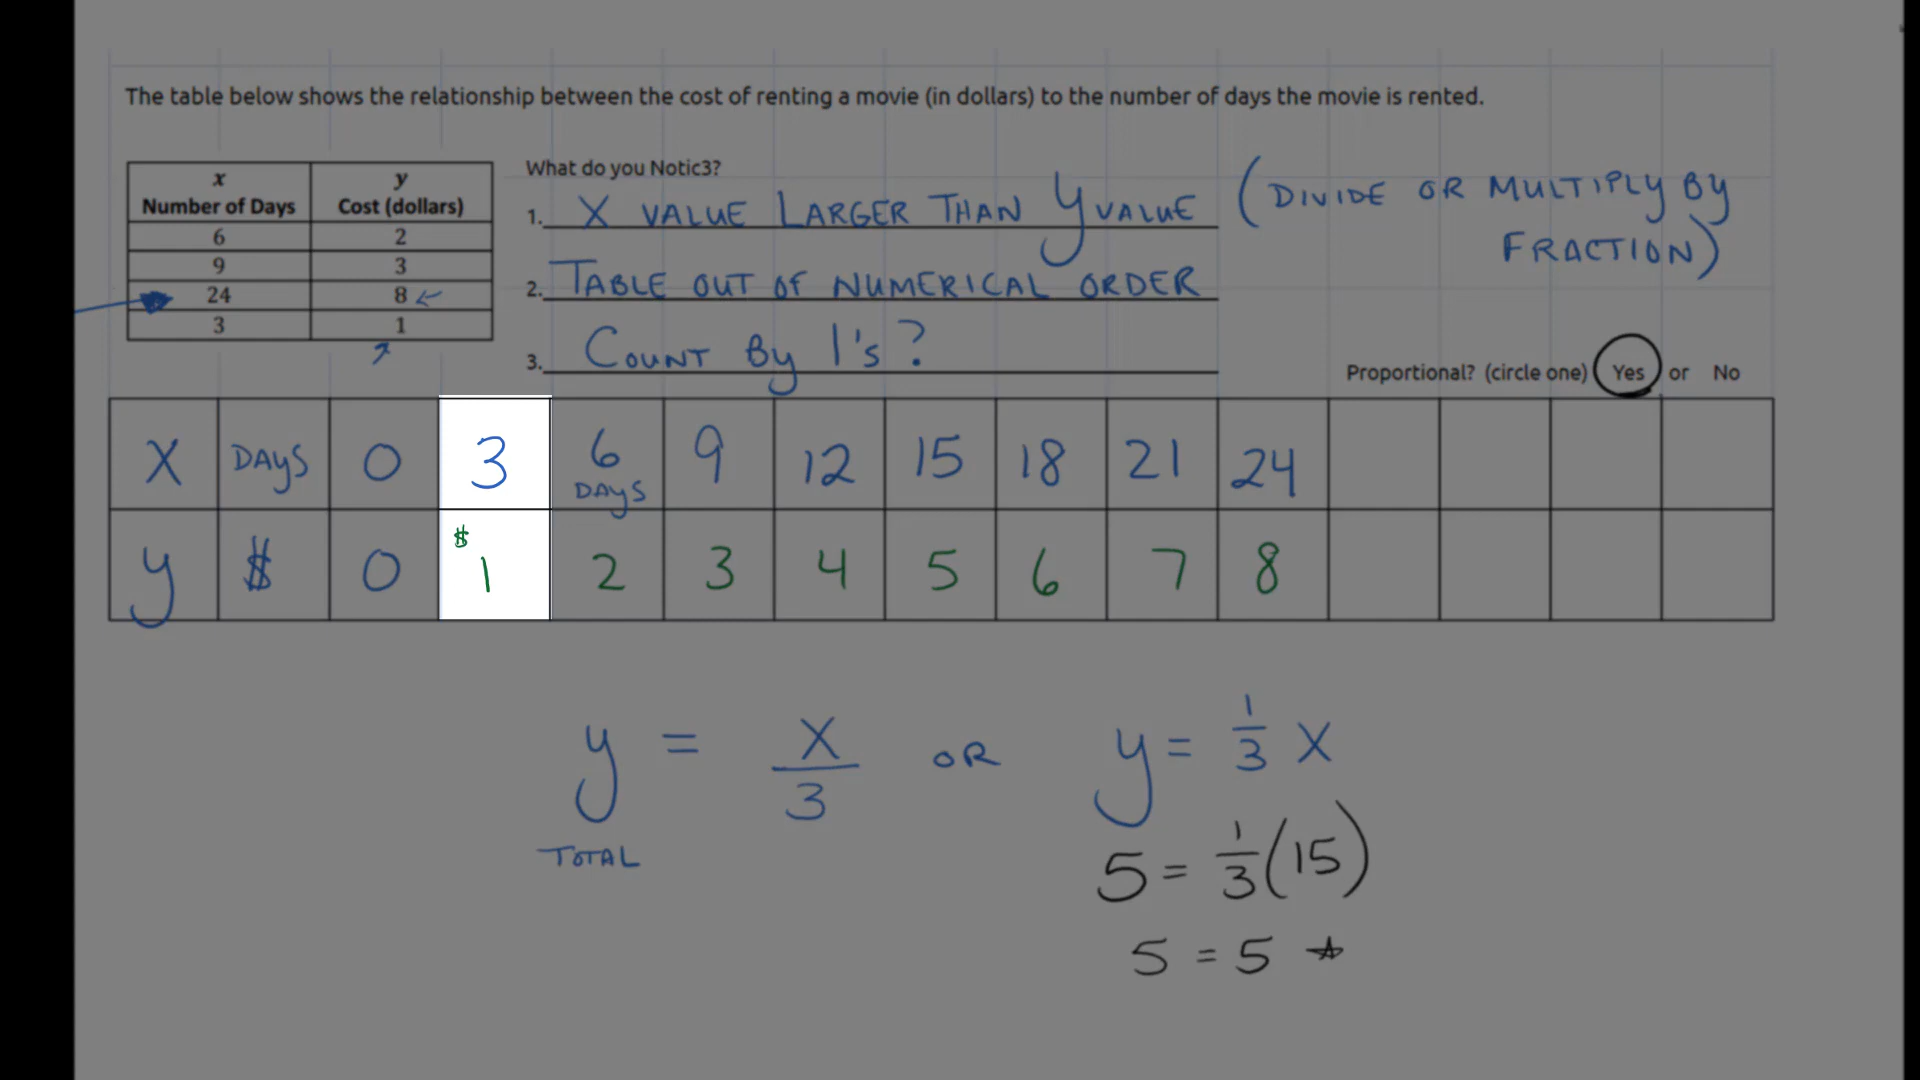 The table below shows the relationship between the cost of renting a movie (in dollars) to the number of days the movie is rented.
x y
Number of Days Cost (dollars)
6 2
9 3
24 8
3 1
What do you Notic3?
1. X VALUE LARGER THAN Y VALUE (DIVIDE OR MULTIPLY BY
FRACTION)
2. TABLE OUT OF NUMERICAL ORDER
3. COUNT BY 1's?
Proportional? (circle one) Yes or No
X DAYS 0 3 6 DAYS 9 12 15 18 21 24
y $ 0 $1 2 3 4 5 6 7 8
y = X/3 OR y = 1/3 X
TOTAL
5 = 1/3 (15)
5 = 5